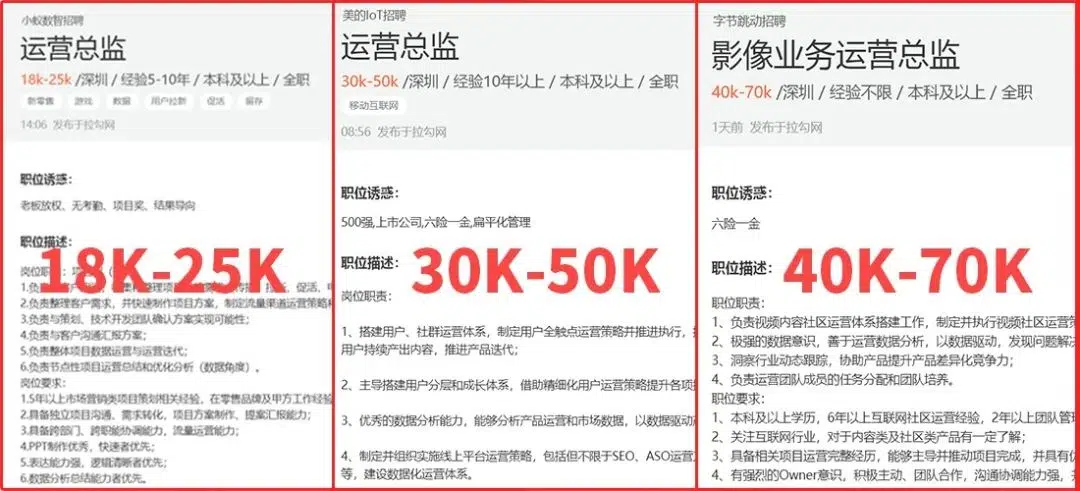 小蚁数智招聘
运营总监
18k-25k /深圳 / 经验5-10年 / 本科及以上 / 全职
新零售 游戏 数据 用户拉新 促活 留存
14:06 发布于拉勾网
职位诱惑：
老板放权、无考勤、项目奖、结果导向
职位描述：
18K-25K
岗位职
1.负责
2.负责整理客户需求，并快速制作项目方案，制定流量渠道运营策略
3.负责与策划、技术开发团队确认方案实现可能性；
4.负责与客户沟通汇报方案；
5.负责整体项目数据运营与运营迭代；
6.负责节点性项目运营总结和优化分析（数据角度）。
岗位要求：
1.5年以上市场营销类项目策划相关经验，在零售品牌及甲方工作经验
2.具备独立项目沟通、需求转化、项目方案制作、提案汇报能力；
3.具备跨部门、跨职能协调能力，流量运营能力；
4.PPT制作优秀，快速者优先；
5.表达能力强，逻辑清晰者优先；
6.数据分析总结能力者优先。
美的IoT招聘
运营总监
30k-50k /深圳 / 经验10年以上 / 本科及以上 / 全职
移动互联网
08:56 发布于拉勾网
职位诱惑：
500强,上市公司,六险一金,扁平化管理
职位描述：
30K-50K
岗位职责：
1、搭建用户、社群运营体系，制定用户全触点运营策略并推进执行，
用户持续产出内容，推进产品迭代；
2、主导搭建用户分层和成长体系，借助精细化用户运营策略提升各项
3、优秀的数据分析能力，能够分析产品运营和市场数据，以数据驱动
4、制定并组织实施线上平台运营策略，包括但不限于SEO、ASO运营
等，建设数据化运营体系。
字节跳动招聘
影像业务运营总监
40k-70k /深圳 / 经验不限 / 本科及以上 / 全职
1天前 发布于拉勾网
职位诱惑：
六险一金
职位描述：
40K-70K
职位职责：
1、负责视频内容社区运营体系搭建工作，制定并执行视频社区运营
2、极强的数据意识，善于运营数据分析，以数据驱动，发现问题解
3、洞察行业动态跟踪，协助产品提升产品差异化竞争力；
4、负责运营团队成员的任务分配和团队培养。
职位要求：
1、本科及以上学历，6年以上互联网社区运营经验，2年以上团队管
2、关注互联网行业，对于内容类及社区类产品有一定了解；
3、具备相关项目运营完整经历，能够主导并推动项目完成，并具有
4、有强烈的Owner意识，积极主动、团队合作，沟通协调能力强，